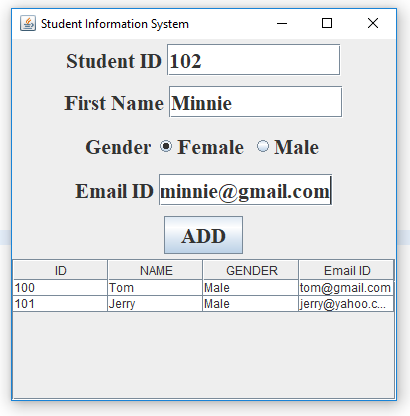 Student Information System
Student ID 102
First Name Minnie
Gender Female Male
Email ID minnie@gmail.com
ADD
ID NAME GENDER Email ID
100 Tom Male tom@gmail.com
101 Jerry Male jerry@yahoo.c...